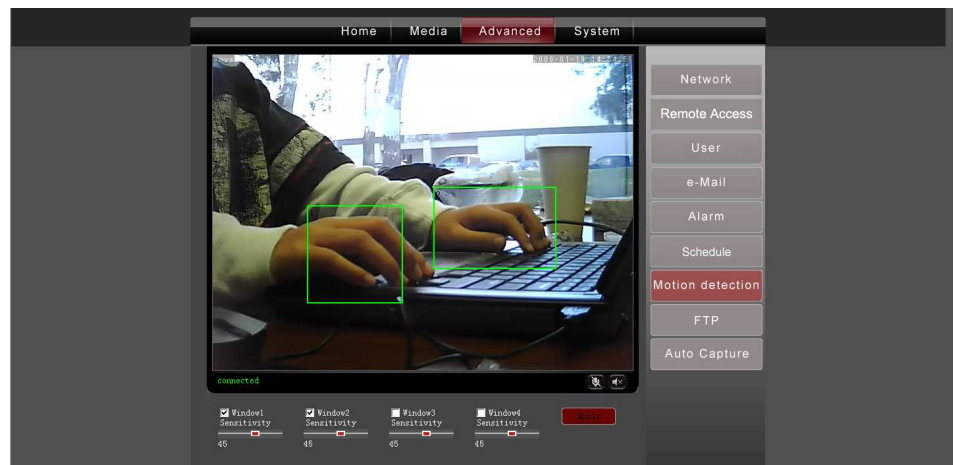 Home Media Advanced System
Network
Remote Access
User
e-Mail
Alarm
Schedule
Motion detection
FTP
Auto Capture
connected
Window1 Window2 Window3 Window4
Sensitivity Sensitivity Sensitivity Sensitivity
45 45 45 45
Apply